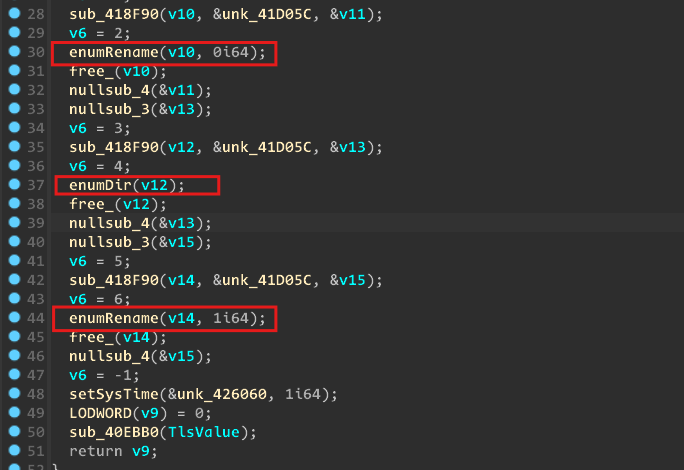 28 sub_418F90(v10, &unk_41D05C, &v11);
29 v6 = 2;
30 enumRename(v10, 0i64);
31 free_(v10);
32 nullsub_4(&v11);
33 nullsub_3(&v13);
34 v6 = 3;
35 sub_418F90(v12, &unk_41D05C, &v13);
36 v6 = 4;
37 enumDir(v12);
38 free_(v12);
39 nullsub_4(&v13);
40 nullsub_3(&v15);
41 v6 = 5;
42 sub_418F90(v14, &unk_41D05C, &v15);
43 v6 = 6;
44 enumRename(v14, 1i64);
45 free_(v14);
46 nullsub_4(&v15);
47 v6 = -1;
48 setSysTime(&unk_426060, 1i64);
49 LODWORD(v9) = 0;
50 sub_40EBB0(TlsValue);
51 return v9;
52 }